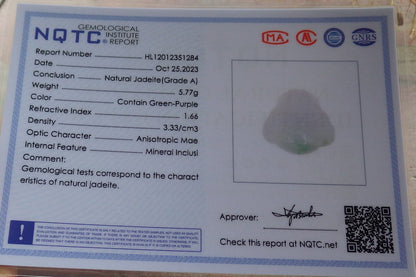 NQTC® GEMOLOGICAL INSTITUTE REPORT
MA
GNRS
Report Number HL12012351284
Date Oct 25,2023
Conclusion Natural Jadeite(Grade A)
Weight 5.77g
Color Contain Green-Purple
Refractive Index 1.66
Density 3.33/cm3
Optic Character Anisotropic Mae
Internal Feature Mineral Inclusi
Comment:
Gemological tests correspond to the charact
eristics of natural jadeite.
Approver:
Check this report at NQTC.net